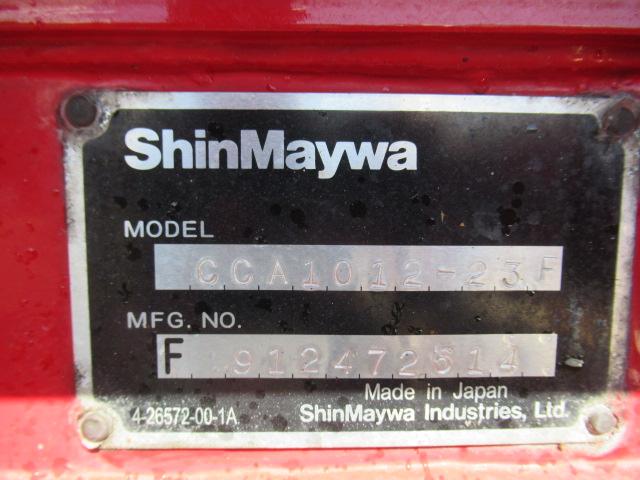 ShinMaywa
MODEL
CCA1012-23F
MFG. NO.
F 912472514
Made in Japan
4-26572-00-1A
ShinMaywa Industries, Ltd.